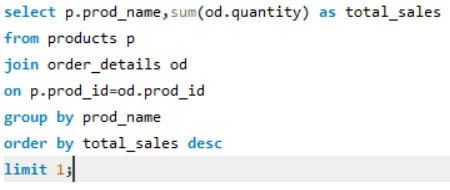 select p.prod_name,sum(od.quantity) as total_sales
from products p
join order_details od
on p.prod_id=od.prod_id
group by prod_name
order by total_sales desc
limit 1;